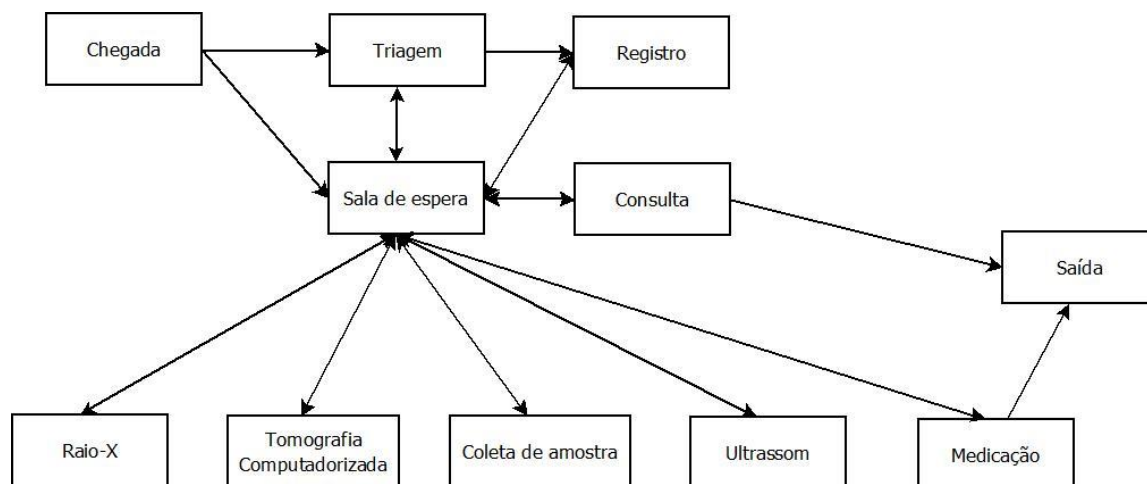 Chegada
Triagem
Registro
Sala de espera
Consulta
Saída
Raio-X
Tomografia
Computadorizada
Coleta de amostra
Ultrassom
Medicação